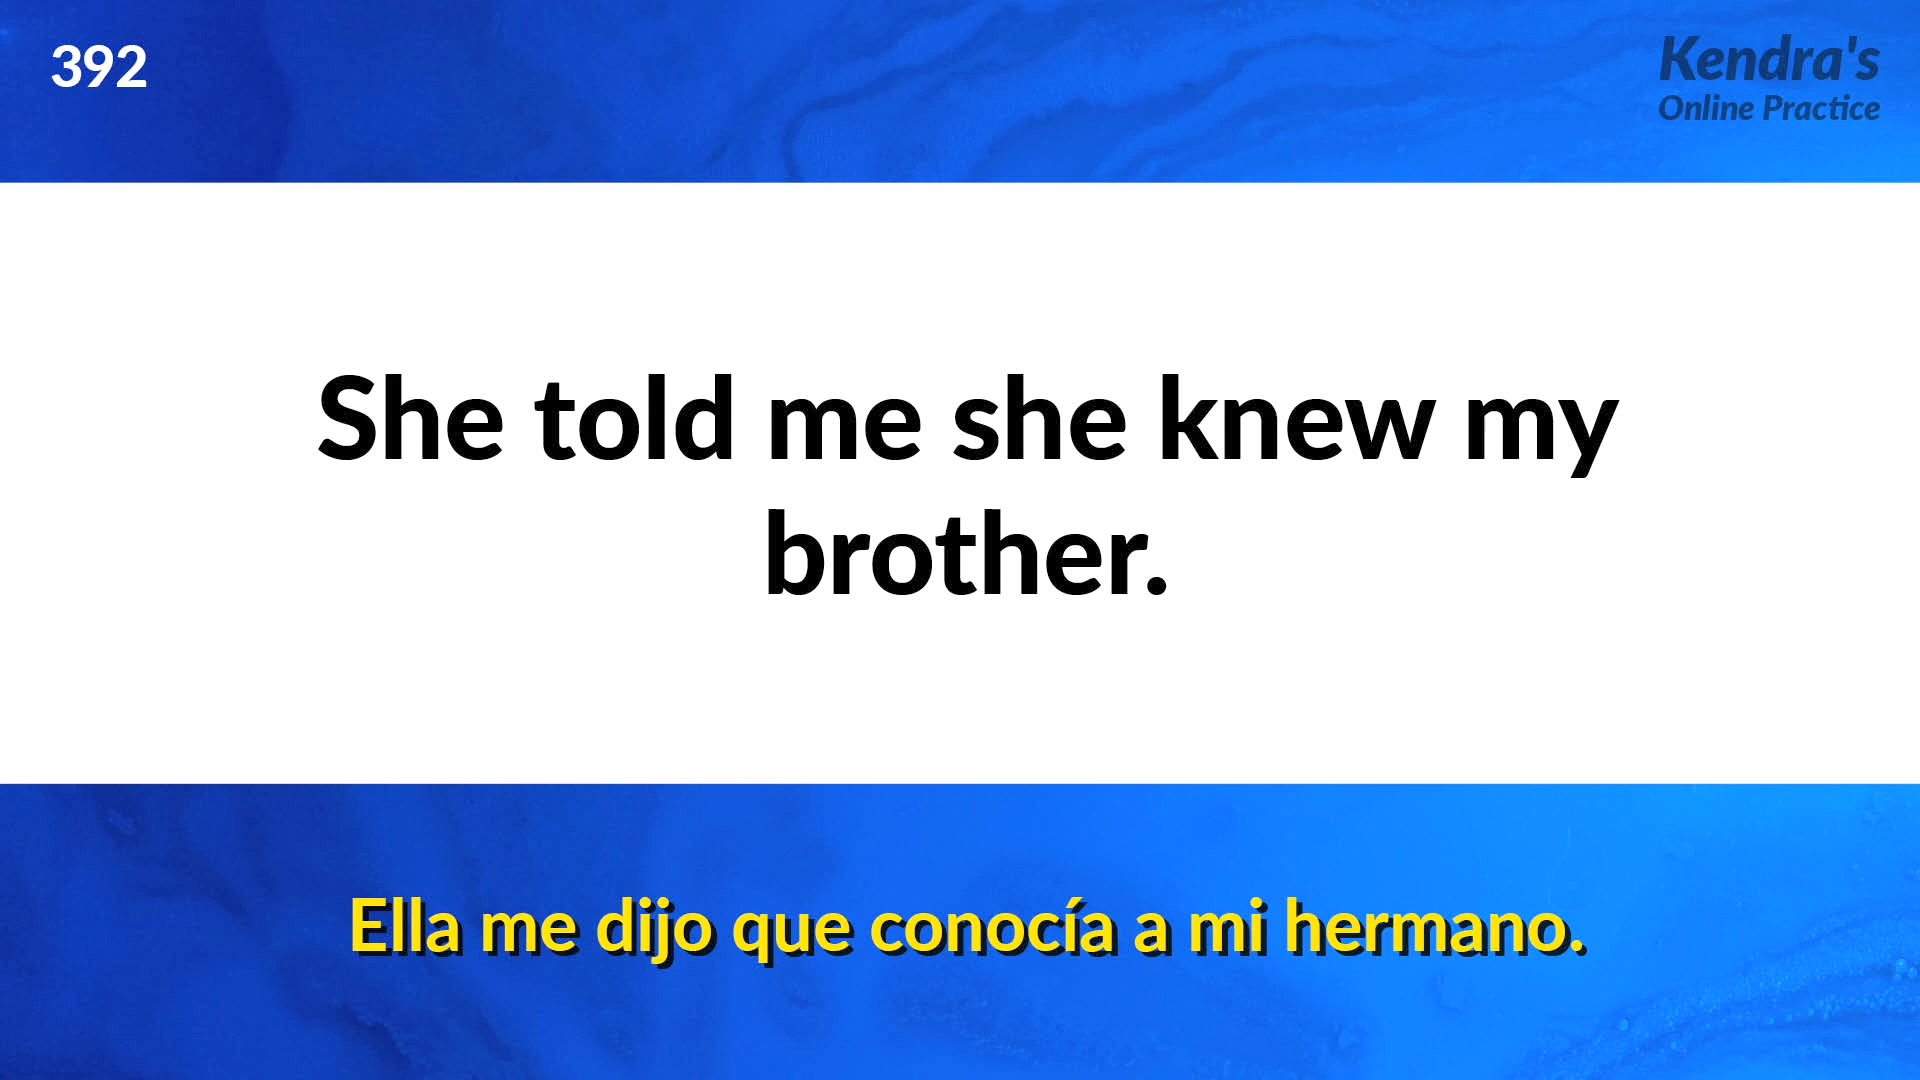 392
Kendra's
Online Practice
She told me she knew my
brother.
Ella me dijo que conocía a mi hermano.